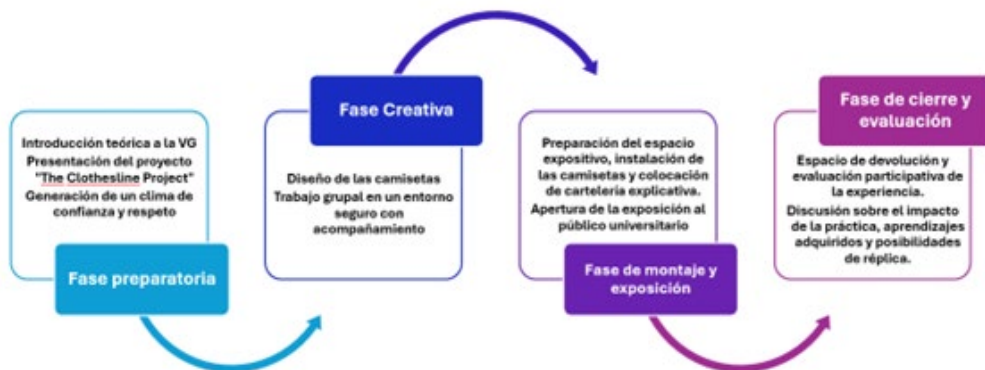 Introducción teórica a la VG
Presentación del proyecto
"The Clothesline Project"
Generación de un clima de
confianza y respeto
Fase preparatoria
Fase Creativa
Diseño de las camisetas
Trabajo grupal en un entorno
seguro con
acompañamiento
Preparación del espacio
expositivo, instalación de
las camisetas y colocación
de cartelería explicativa.
Apertura de la exposición al
público universitario
Fase de montaje y
exposición
Fase de cierre y
evaluación
Espacio de devolución y
evaluación participativa de
la experiencia.
Discusión sobre el impacto
de la práctica, aprendizajes
adquiridos y posibilidades
de réplica.